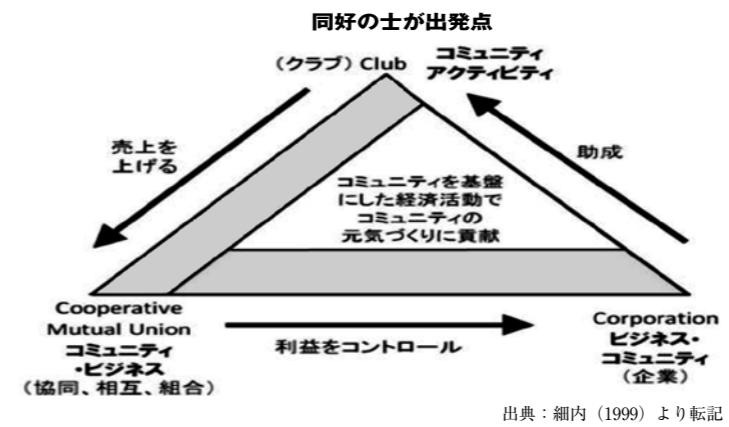 同好の士が出発点
（クラブ）Club
コミュニティ
アクティビティ
売上を
上げる
助成
コミュニティを基盤
にした経済活動で
コミュニティの
元気づくりに貢献
Cooperative
Mutual Union
コミュニティ
・ビジネス
（協同、相互、組合）
利益をコントロール
Corporation
ビジネス・
コミュニティ
（企業）
出典：細内（1999）より転記